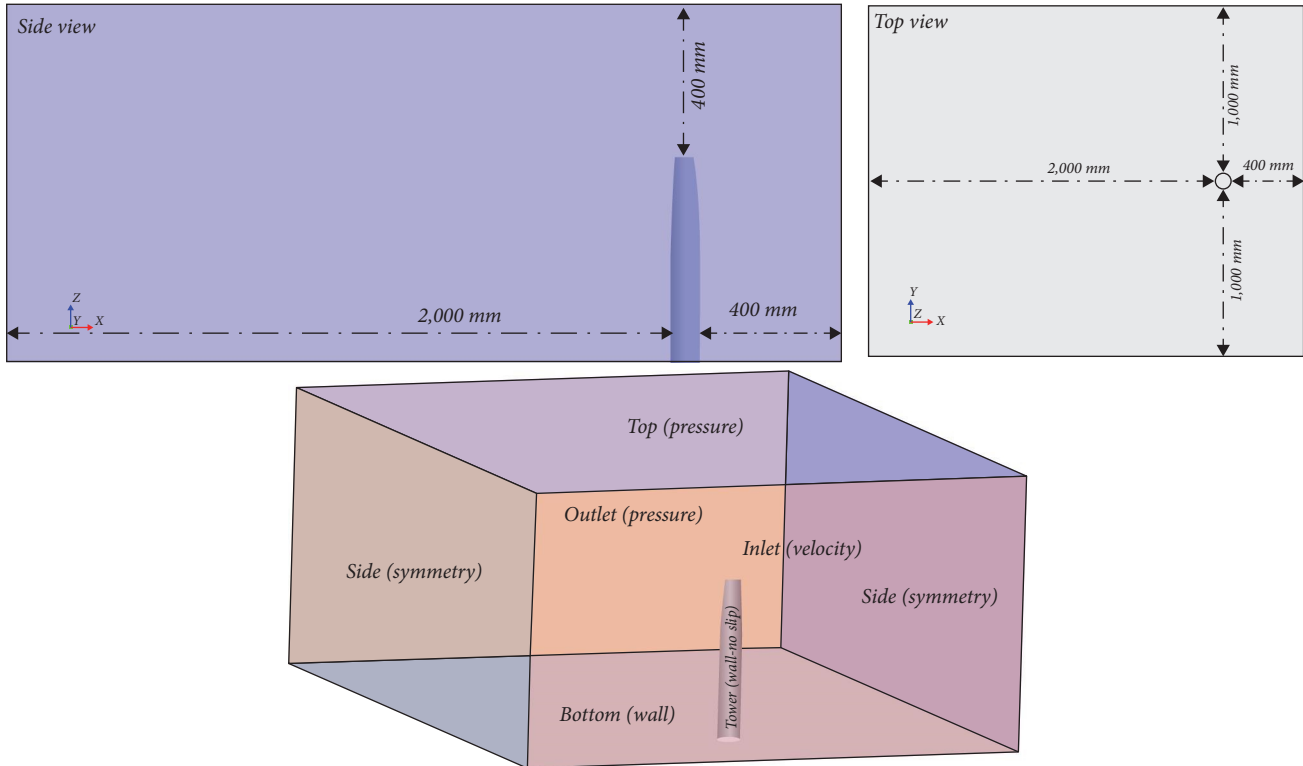 Side view
400 mm
2,000 mm
400 mm
Z
Y
X
Top view
1,000 mm
2,000 mm
400 mm
1,000 mm
Y
Z
X
Top (pressure)
Outlet (pressure)
Inlet (velocity)
Side (symmetry)
Side (symmetry)
Tower (wall-no slip)
Bottom (wall)